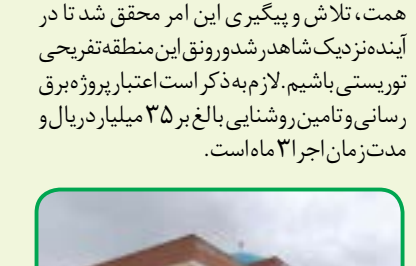 همت، تلاش و پیگیری این امر محقق شد تا در
آینده نزدیک شاهد رشد و رونق این منطقه تفریحی
توریستی باشیم. لازم به ذکر است اعتبار پروژه برق
رسانی و تامین روشنایی بالغ بر ۳۵ میلیارد ریال و
مدت زمان اجرا ۳ ماه است.